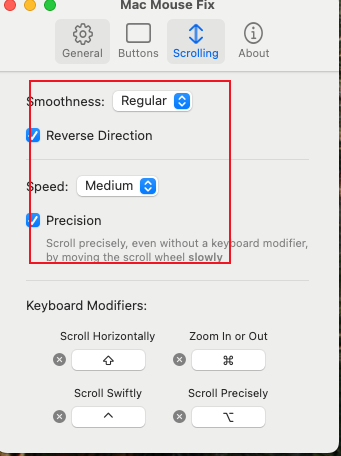 Mac Mouse Fix
General Buttons Scrolling About
Smoothness: Regular
Reverse Direction
Speed: Medium
Precision
Scroll precisely, even without a keyboard modifier,
by moving the scroll wheel slowly
Keyboard Modifiers:
Scroll Horizontally Zoom In or Out
⇧ ⌘
Scroll Swiftly Scroll Precisely
^ ⌥